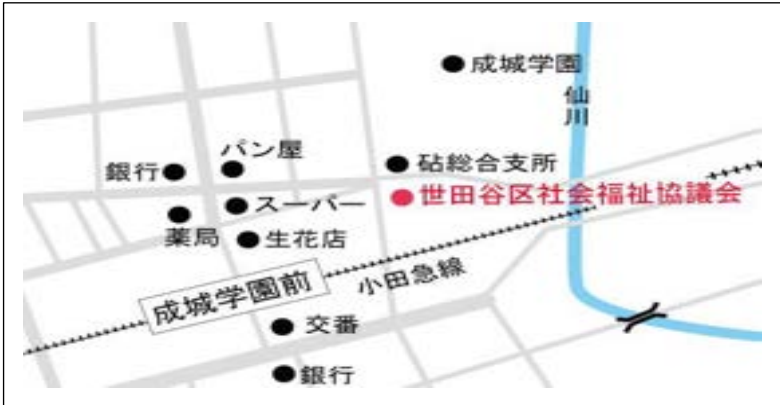 成城学園
仙川
パン屋
銀行
砧総合支所
世田谷区社会福祉協議会
スーパー
薬局
生花店
成城学園前
小田急線
交番
銀行